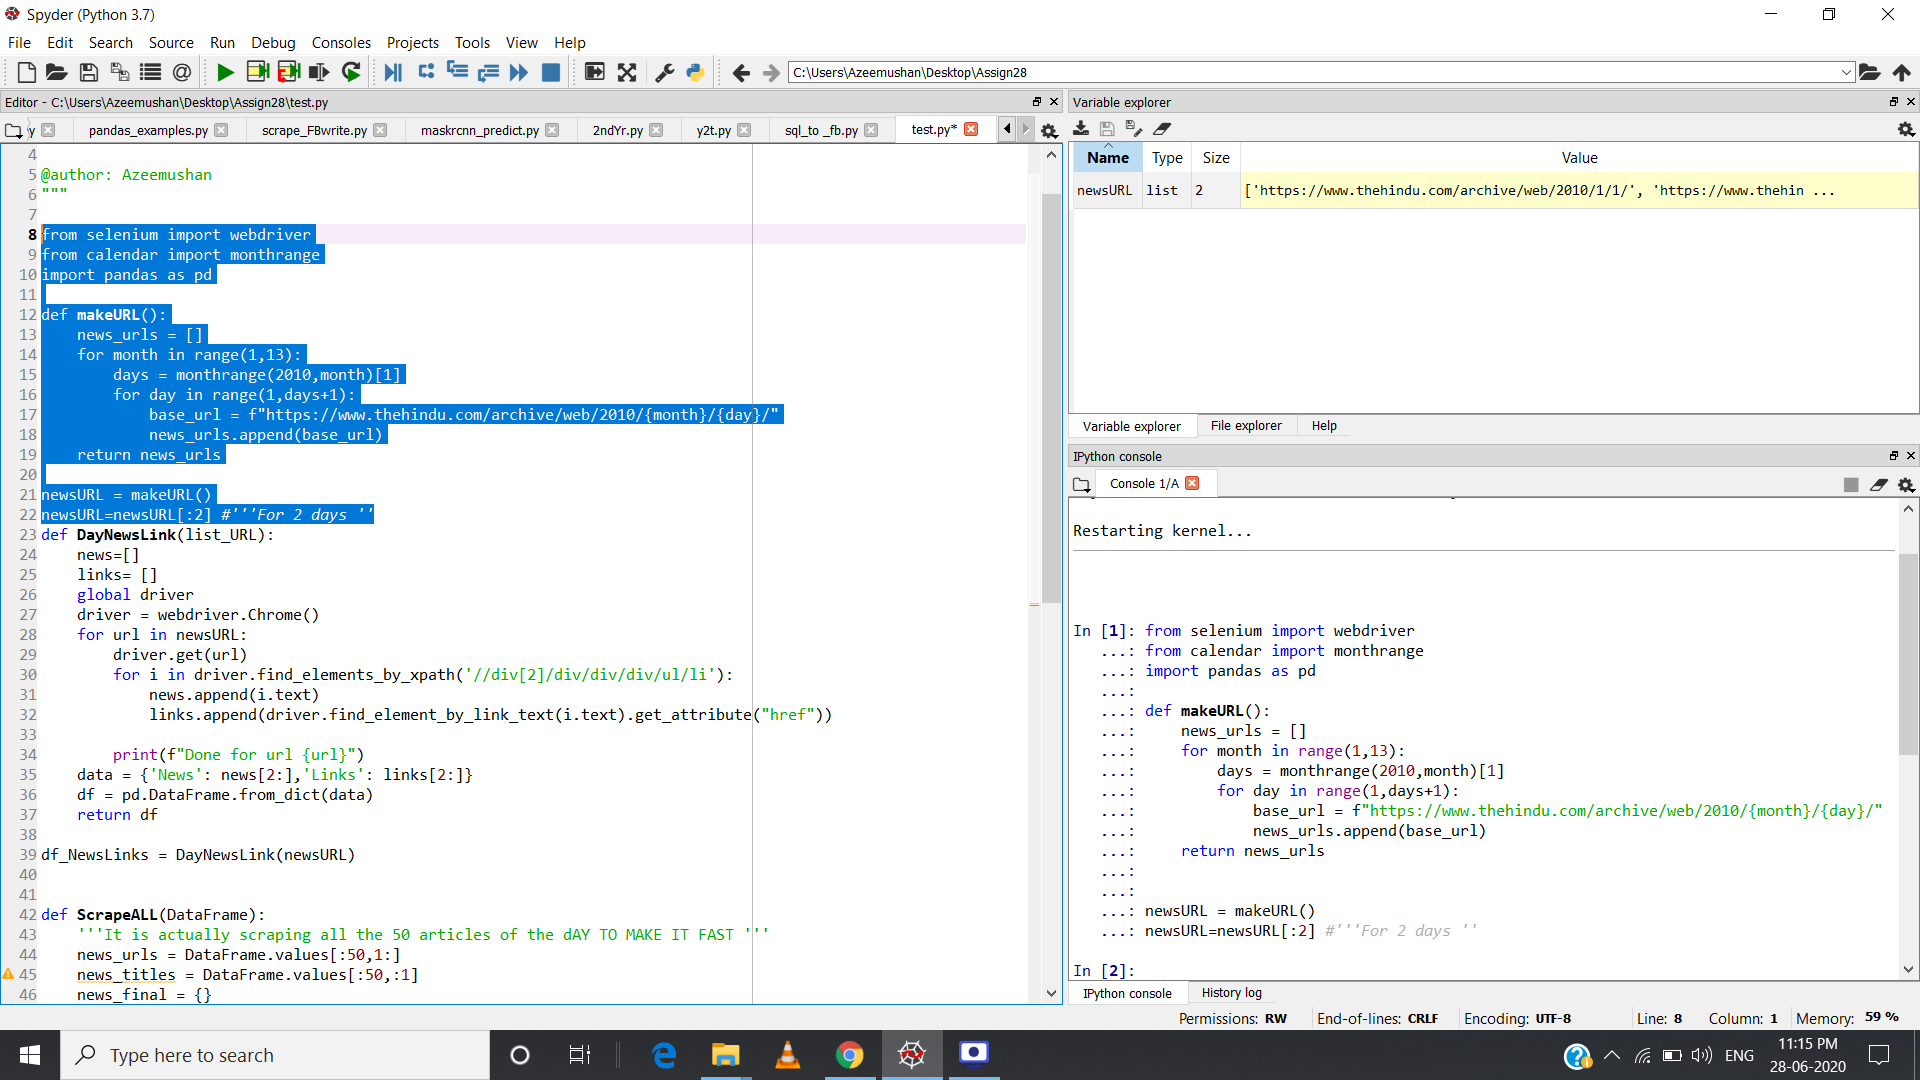 Spyder (Python 3.7)
File Edit Search Source Run Debug Consoles Projects Tools View Help
C:\Users\Azeemushan\Desktop\Assign28
Editor - C:\Users\Azeemushan\Desktop\Assign28\test.py
y pandas_examples.py scrape_FBwrite.py maskrcnn_predict.py 2ndYr.py y2t.py sql_to _fb.py test.py*
4
5 @author: Azeemushan
6 """
7
8 from selenium import webdriver
9 from calendar import monthrange
10 import pandas as pd
11
12 def makeURL():
13     news_urls = []
14     for month in range(1,13):
15         days = monthrange(2010,month)[1]
16         for day in range(1,days+1):
17             base_url = f"https://www.thehindu.com/archive/web/2010/{month}/{day}/"
18             news_urls.append(base_url)
19     return news_urls
20
21 newsURL = makeURL()
22 newsURL=newsURL[:2] #'''For 2 days ''
23 def DayNewsLink(list_URL):
24     news=[]
25     links= []
26     global driver
27     driver = webdriver.Chrome()
28     for url in newsURL:
29         driver.get(url)
30         for i in driver.find_elements_by_xpath('//div[2]/div/div/div/ul/li'):
31             news.append(i.text)
32             links.append(driver.find_element_by_link_text(i.text).get_attribute("href"))
33
34         print(f"Done for url {url}")
35     data = {'News': news[2:],'Links': links[2:]}
36     df = pd.DataFrame.from_dict(data)
37     return df
38
39 df_NewsLinks = DayNewsLink(newsURL)
40
41
42 def ScrapeALL(DataFrame):
43     '''It is actually scraping all the 50 articles of the dAY TO MAKE IT FAST '''
44     news_urls = DataFrame.values[:50,1:]
45     news_titles = DataFrame.values[:50,:1]
46     news_final = {}
Variable explorer
Name Type Size Value
newsURL list 2 ['https://www.thehindu.com/archive/web/2010/1/1/', 'https://www.thehin ...
Variable explorer File explorer Help
IPython console
Console 1/A
Restarting kernel...
In [1]: from selenium import webdriver
   ...: from calendar import monthrange
   ...: import pandas as pd
   ...:
   ...: def makeURL():
   ...:     news_urls = []
   ...:     for month in range(1,13):
   ...:         days = monthrange(2010,month)[1]
   ...:         for day in range(1,days+1):
   ...:             base_url = f"https://www.thehindu.com/archive/web/2010/{month}/{day}/"
   ...:             news_urls.append(base_url)
   ...:     return news_urls
   ...:
   ...:
   ...: newsURL = makeURL()
   ...: newsURL=newsURL[:2] #'''For 2 days ''
In [2]:
IPython console History log
Permissions: RW End-of-lines: CRLF Encoding: UTF-8 Line: 8 Column: 1 Memory: 59 %
Type here to search
ENG
11:15 PM
28-06-2020